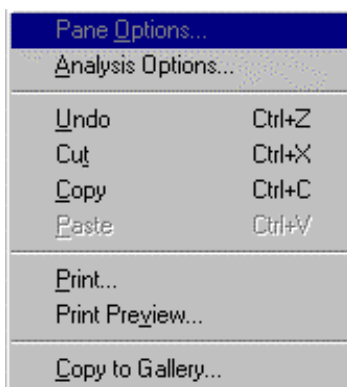 Pane Options...
Analysis Options...
Undo Ctrl+Z
Cut Ctrl+X
Copy Ctrl+C
Paste Ctrl+V
Print...
Print Preview...
Copy to Gallery...